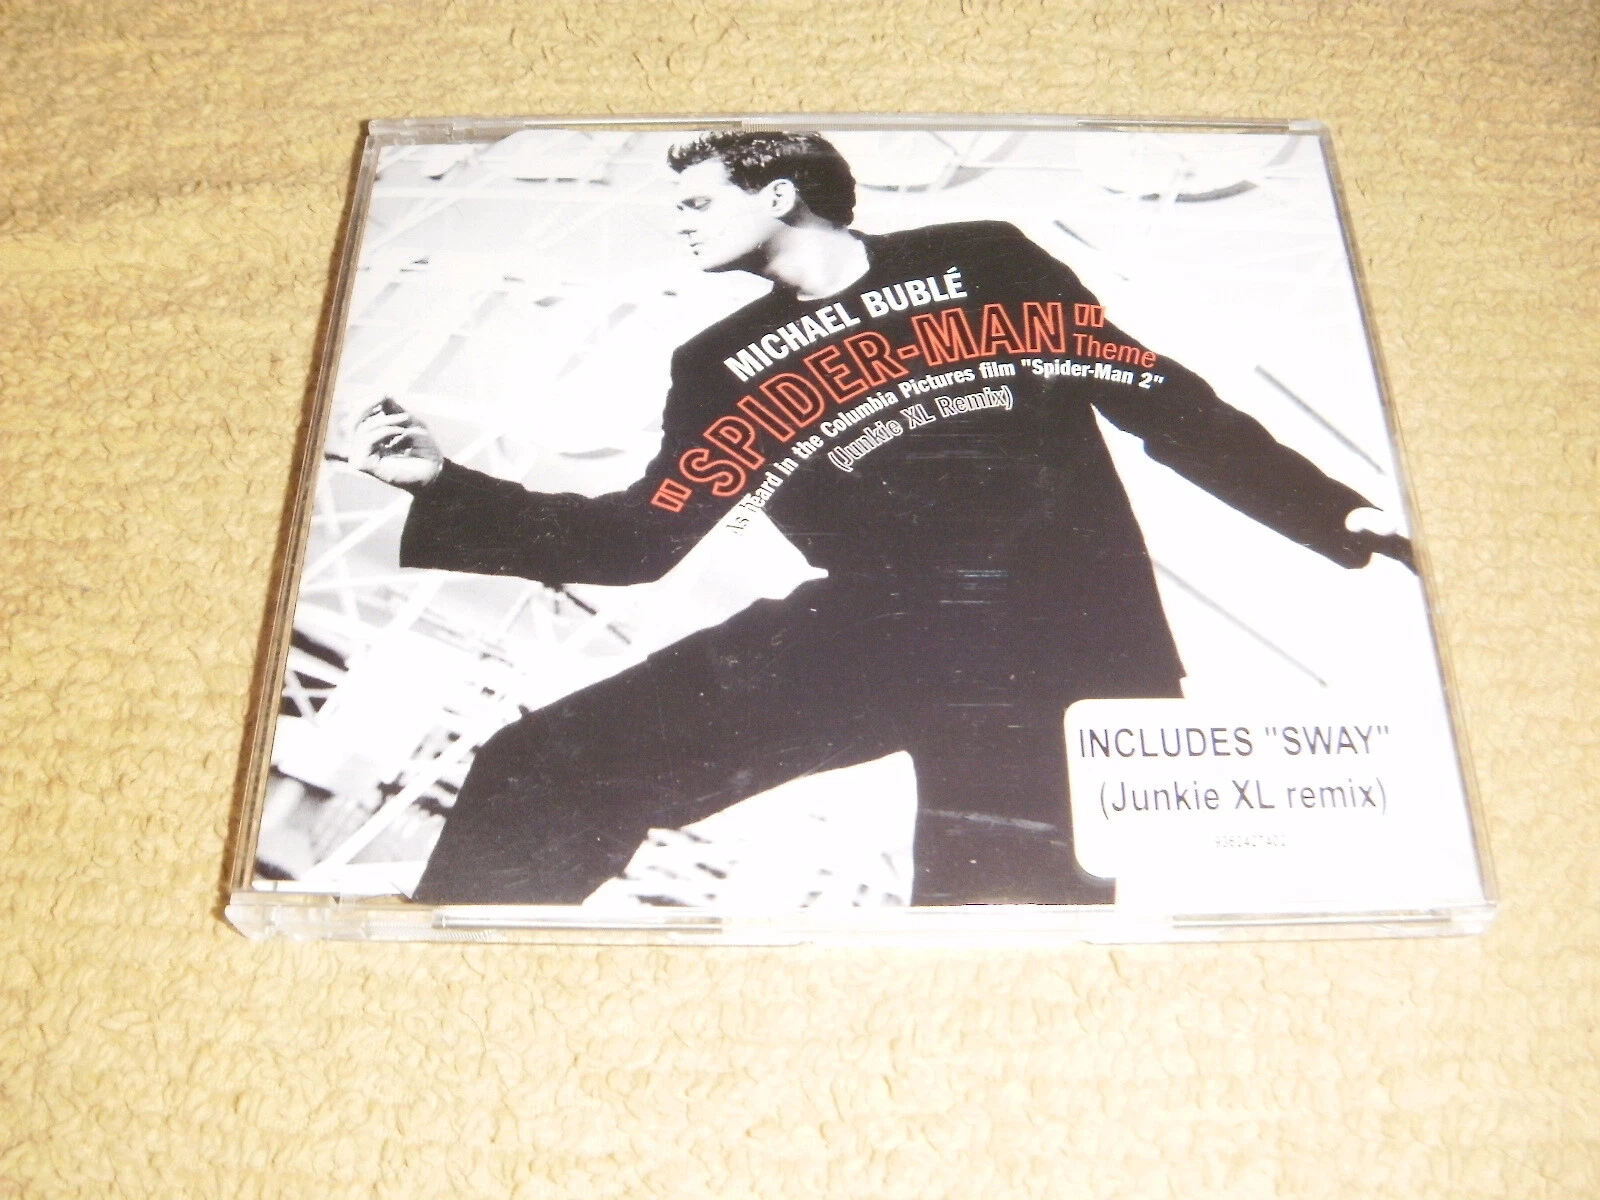 MICHAEL BUBLÉ
"SPIDER-MAN"
Theme
As heard in the Columbia Pictures film "Spider-Man 2"
(Junkie XL Remix)
INCLUDES "SWAY"
(Junkie XL remix)